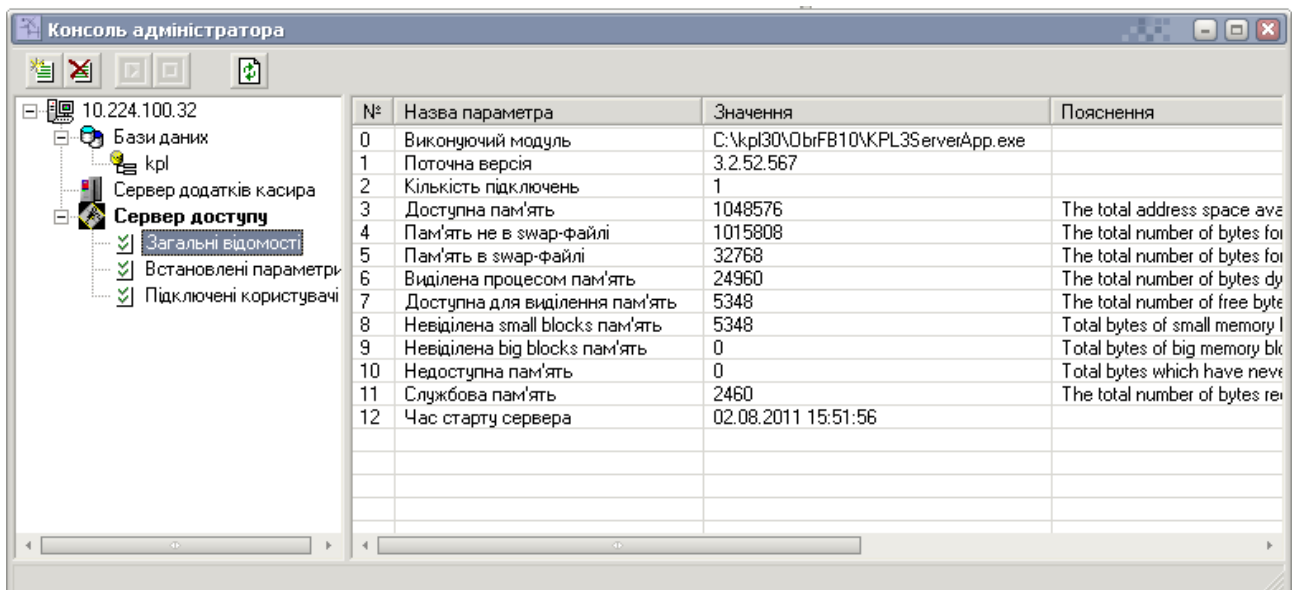 Консоль адміністратора
10.224.100.32
Бази даних
kpl
Сервер додатків касира
Сервер доступу
Загальні відомості
Встановлені параметри
Підключені користувачі
№ Назва параметра Значення Пояснення
0 Виконуючий модуль C:\kpl30\ObrFB10\KPL3ServerApp.exe
1 Поточна версія 3.2.52.567
2 Кількість підключень 1
3 Доступна пам'ять 1048576 The total address space ava
4 Пам'ять не в swap-файлі 1015808 The total number of bytes for
5 Пам'ять в swap-файлі 32768 The total number of bytes for
6 Виділена процесом пам'ять 24960 The total number of bytes dy
7 Доступна для виділення пам'ять 5348 The total number of free byte
8 Невіділена small blocks пам'ять 5348 Total bytes of small memory l
9 Невіділена big blocks пам'ять 0 Total bytes of big memory blo
10 Недоступна пам'ять 0 Total bytes which have neve
11 Службова пам'ять 2460 The total number of bytes re
12 Час старту сервера 02.08.2011 15:51:56